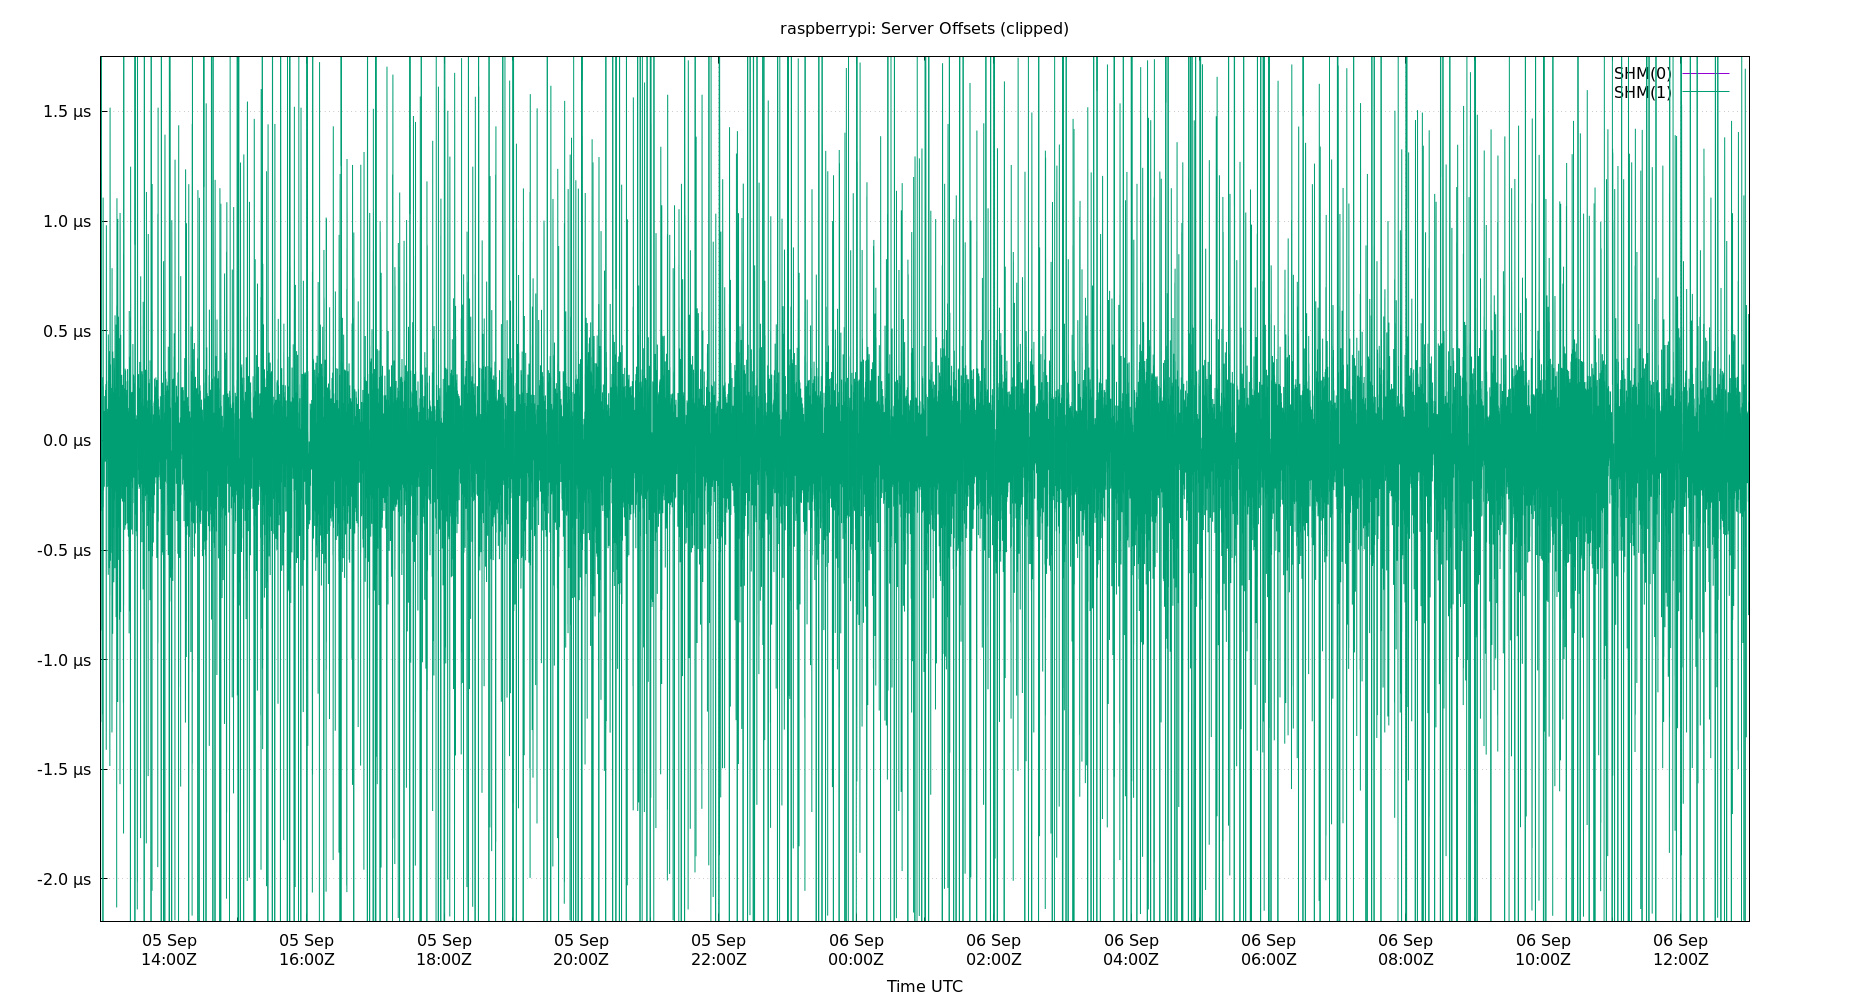 raspberrypi: Server Offsets (clipped)
SHM(0)
SHM(1)
1.5 μs
1.0 μs
0.5 μs
0.0 μs
-0.5 μs
-1.0 μs
-1.5 μs
-2.0 μs
05 Sep 05 Sep 05 Sep 05 Sep 05 Sep 06 Sep 06 Sep 06 Sep 06 Sep 06 Sep 06 Sep 06 Sep
14:00Z 16:00Z 18:00Z 20:00Z 22:00Z 00:00Z 02:00Z 04:00Z 06:00Z 08:00Z 10:00Z 12:00Z
Time UTC